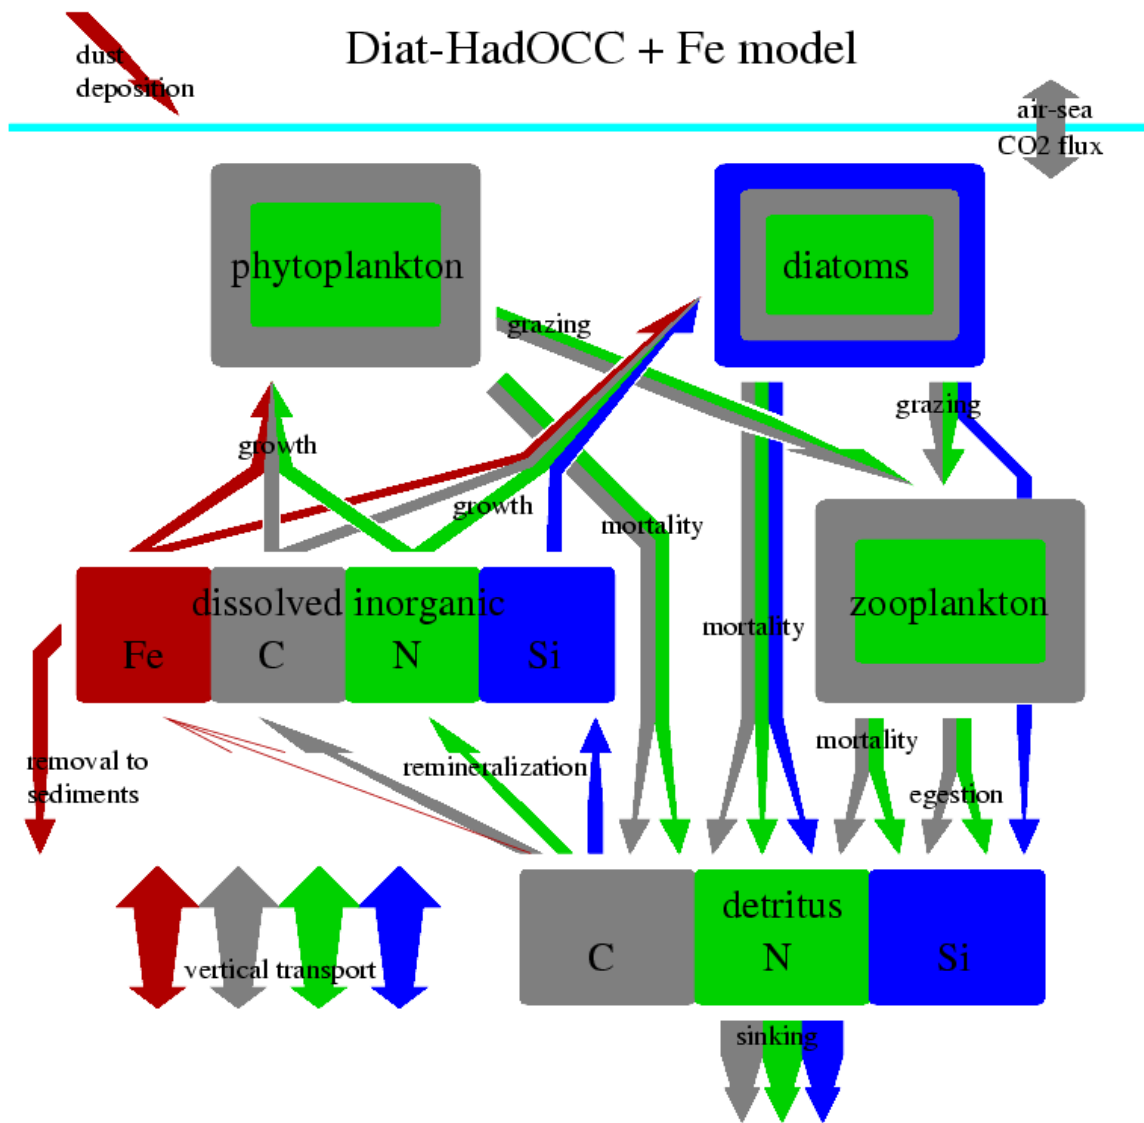 Diat-HadOCC + Fe model
dust
deposition
air-sea
CO2 flux
phytoplankton
diatoms
grazing
grazing
growth
growth
mortality
dissolved inorganic
Fe C N Si
zooplankton
mortality
mortality
removal to
sediments
remineralization
egestion
detritus
C N Si
vertical transport
sinking